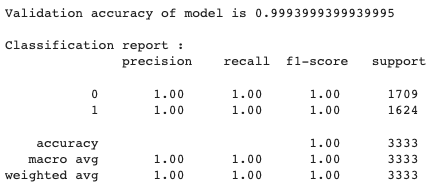 Validation accuracy of model is 0.9993999399939995
Classification report :
precision recall f1-score support
0 1.00 1.00 1.00 1709
1 1.00 1.00 1.00 1624
accuracy 1.00 3333
macro avg 1.00 1.00 1.00 3333
weighted avg 1.00 1.00 1.00 3333